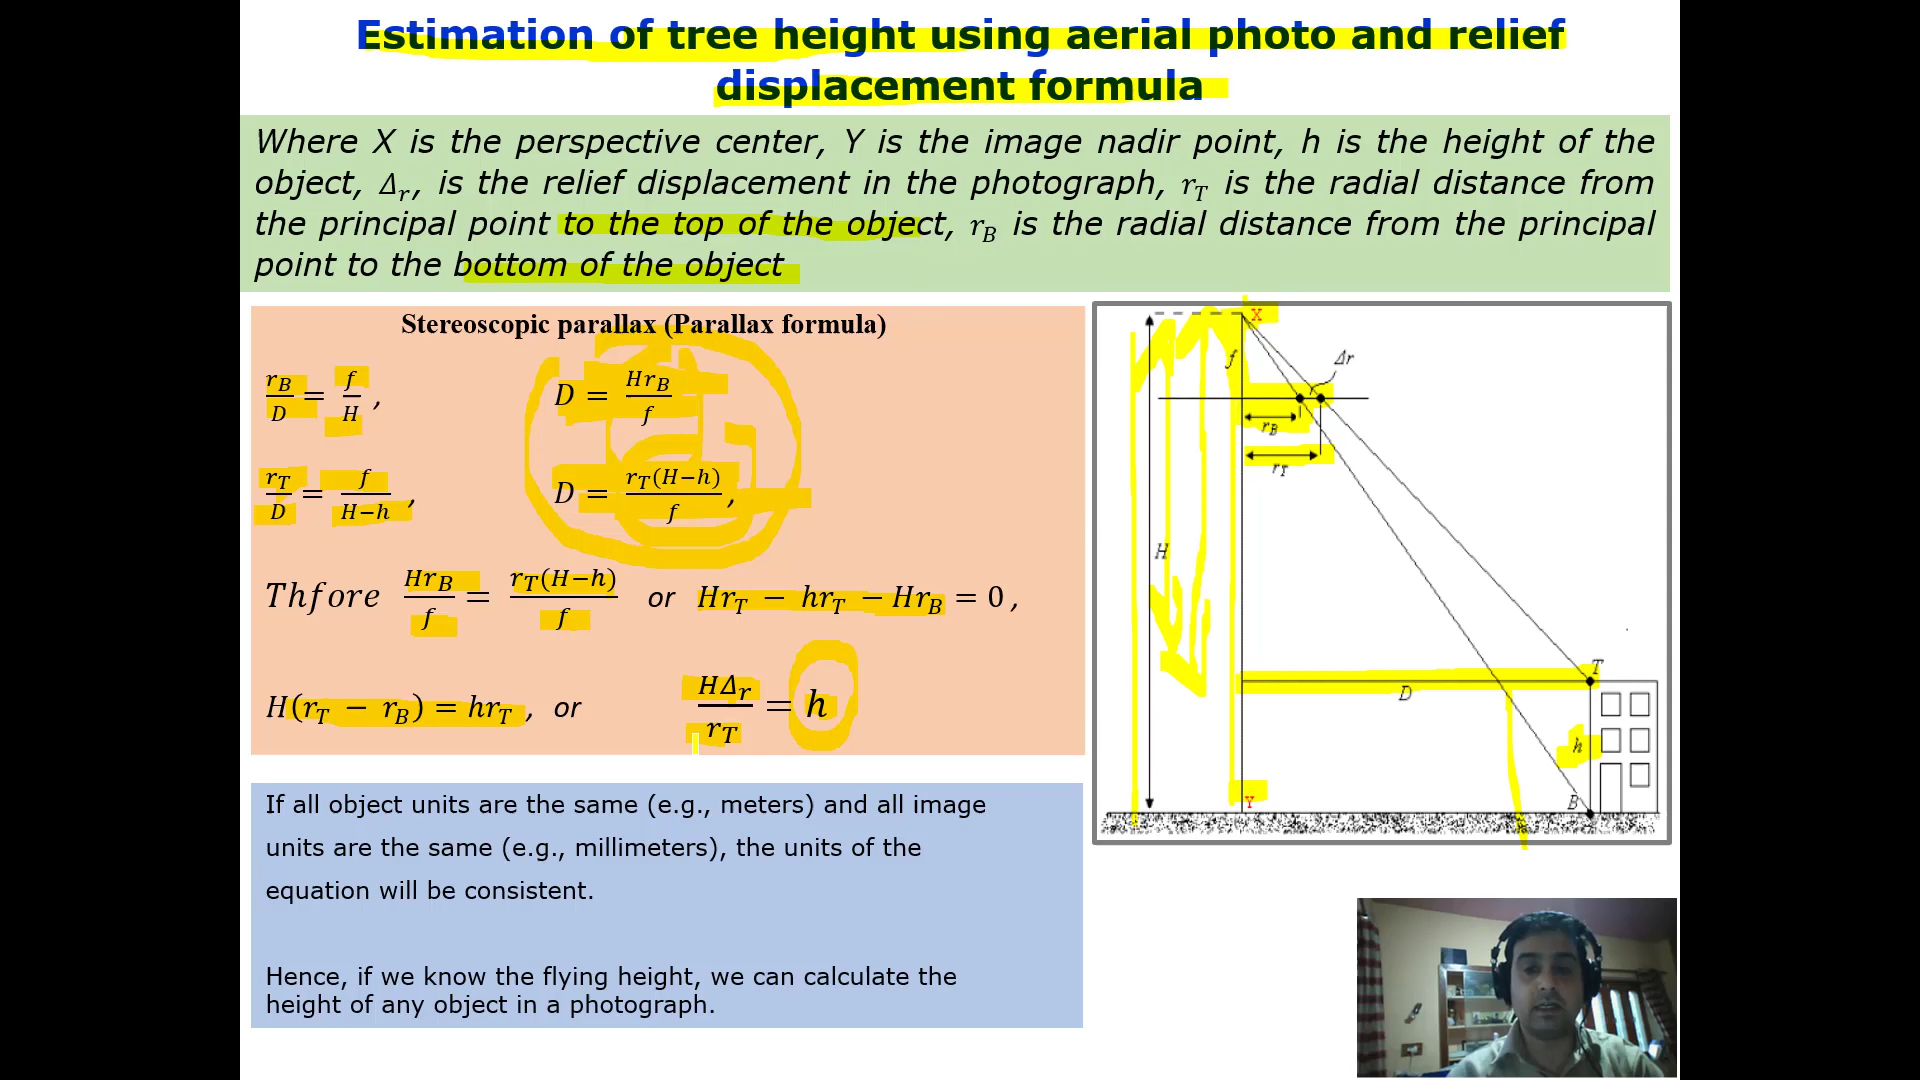 Estimation of tree height using aerial photo and relief
displacement formula
Where X is the perspective center, Y is the image nadir point, h is the height of the
object, Δr, is the relief displacement in the photograph, rT is the radial distance from
the principal point to the top of the object, rB is the radial distance from the principal
point to the bottom of the object
Stereoscopic parallax (Parallax formula)
rB/D = f/H , D = HrB/f
rT/D = f/(H−h) , D = rT(H−h)/f ,
Thfore HrB/f = rT(H−h)/f or HrT − hrT − HrB = 0 ,
H(rT − rB) = hrT , or HΔr/rT = h
If all object units are the same (e.g., meters) and all image
units are the same (e.g., millimeters), the units of the
equation will be consistent.
Hence, if we know the flying height, we can calculate the
height of any object in a photograph.
X
f
Δr
rB
rT
H
T
D
h
B
Y